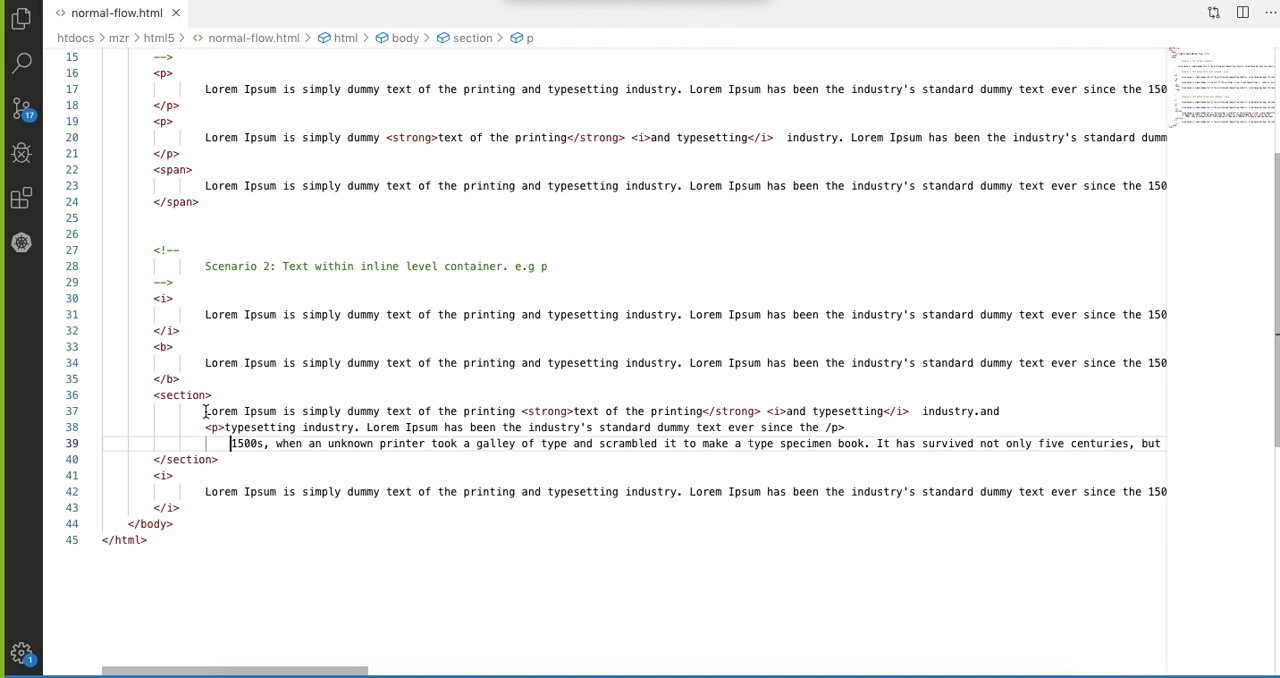 normal-flow.html
htdocs > mzr > html5 > normal-flow.html > html > body > section > p
15 -->
16 <p>
17 Lorem Ipsum is simply dummy text of the printing and typesetting industry. Lorem Ipsum has been the industry's standard dummy text ever since the 150
18 </p>
19 <p>
20 Lorem Ipsum is simply dummy <strong>text of the printing</strong> <i>and typesetting</i>  industry. Lorem Ipsum has been the industry's standard dumm
21 </p>
22 <span>
23 Lorem Ipsum is simply dummy text of the printing and typesetting industry. Lorem Ipsum has been the industry's standard dummy text ever since the 150
24 </span>
25
26
27 <!--
28 Scenario 2: Text within inline level container. e.g p
29 -->
30 <i>
31 Lorem Ipsum is simply dummy text of the printing and typesetting industry. Lorem Ipsum has been the industry's standard dummy text ever since the 150
32 </i>
33 <b>
34 Lorem Ipsum is simply dummy text of the printing and typesetting industry. Lorem Ipsum has been the industry's standard dummy text ever since the 150
35 </b>
36 <section>
37 Lorem Ipsum is simply dummy text of the printing <strong>text of the printing</strong> <i>and typesetting</i>  industry.and
38 <p>typesetting industry. Lorem Ipsum has been the industry's standard dummy text ever since the /p>
39 1500s, when an unknown printer took a galley of type and scrambled it to make a type specimen book. It has survived not only five centuries, but
40 </section>
41 <i>
42 Lorem Ipsum is simply dummy text of the printing and typesetting industry. Lorem Ipsum has been the industry's standard dummy text ever since the 150
43 </i>
44 </body>
45 </html>
17
1